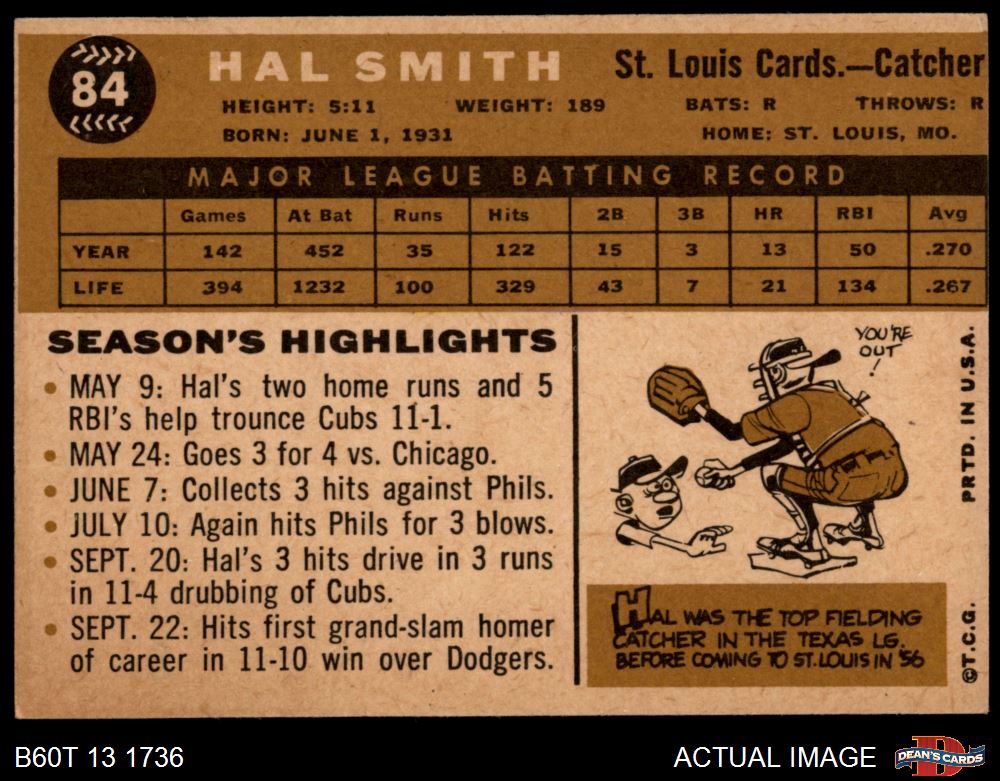 84
HAL SMITH
St. Louis Cards.—Catcher
HEIGHT: 5:11 WEIGHT: 189 BATS: R THROWS: R
BORN: JUNE 1, 1931 HOME: ST. LOUIS, MO.
MAJOR LEAGUE BATTING RECORD
Games At Bat Runs Hits 2B 3B HR RBI Avg
YEAR 142 452 35 122 15 3 13 50 .270
LIFE 394 1232 100 329 43 7 21 134 .267
SEASON'S HIGHLIGHTS
• MAY 9: Hal's two home runs and 5
RBI's help trounce Cubs 11-1.
• MAY 24: Goes 3 for 4 vs. Chicago.
• JUNE 7: Collects 3 hits against Phils.
• JULY 10: Again hits Phils for 3 blows.
• SEPT. 20: Hal's 3 hits drive in 3 runs
in 11-4 drubbing of Cubs.
• SEPT. 22: Hits first grand-slam homer
of career in 11-10 win over Dodgers.
YOU'RE
OUT
!
HAL WAS THE TOP FIELDING
CATCHER IN THE TEXAS LG.
BEFORE COMING TO ST. LOUIS IN '56
PRTD. IN U.S.A.
©T.C.G.
B60T 13 1736
ACTUAL IMAGE
DEAN'S CARDS